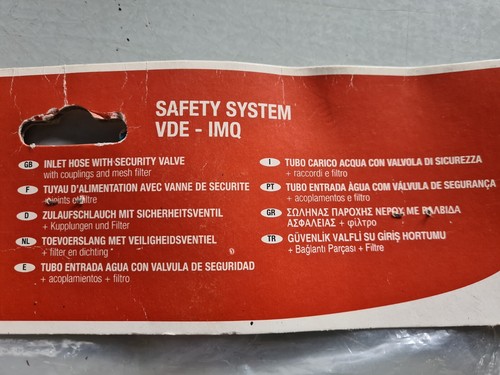 SAFETY SYSTEM
VDE - IMQ
GB INLET HOSE WITH SECURITY VALVE
with couplings and mesh filter
F TUYAU D'ALIMENTATION AVEC VANNE DE SECURITE
+ joints et filtre
D ZULAUFSCHLAUCH MIT SICHERHEITSVENTIL
+ Kupplungen und Filter
NL TOEVOERSLANG MET VEILIGHEIDSVENTIEL
+ filter en dichting
E TUBO ENTRADA AGUA CON VALVULA DE SEGURIDAD
+ acoplamientos + filtro
I TUBO CARICO ACQUA CON VALVOLA DI SICUREZZA
+ raccordi e filtro
PT TUBO ENTRADA ÁGUA COM VÁLVULA DE SEGURANÇA
+ acoplamentos e filtro
GR ΣΩΛΗΝΑΣ ΠΑΡΟΧΗΣ ΝΕΡΟΥ ΜΕ ΒΑΛΒΙΔΑ
ΑΣΦΑΛΕΙΑΣ + φίλτρο
TR GÜVENLİK VALFLİ SU GİRİŞ HORTUMU
+ Bağlantı Parçası + Filtre